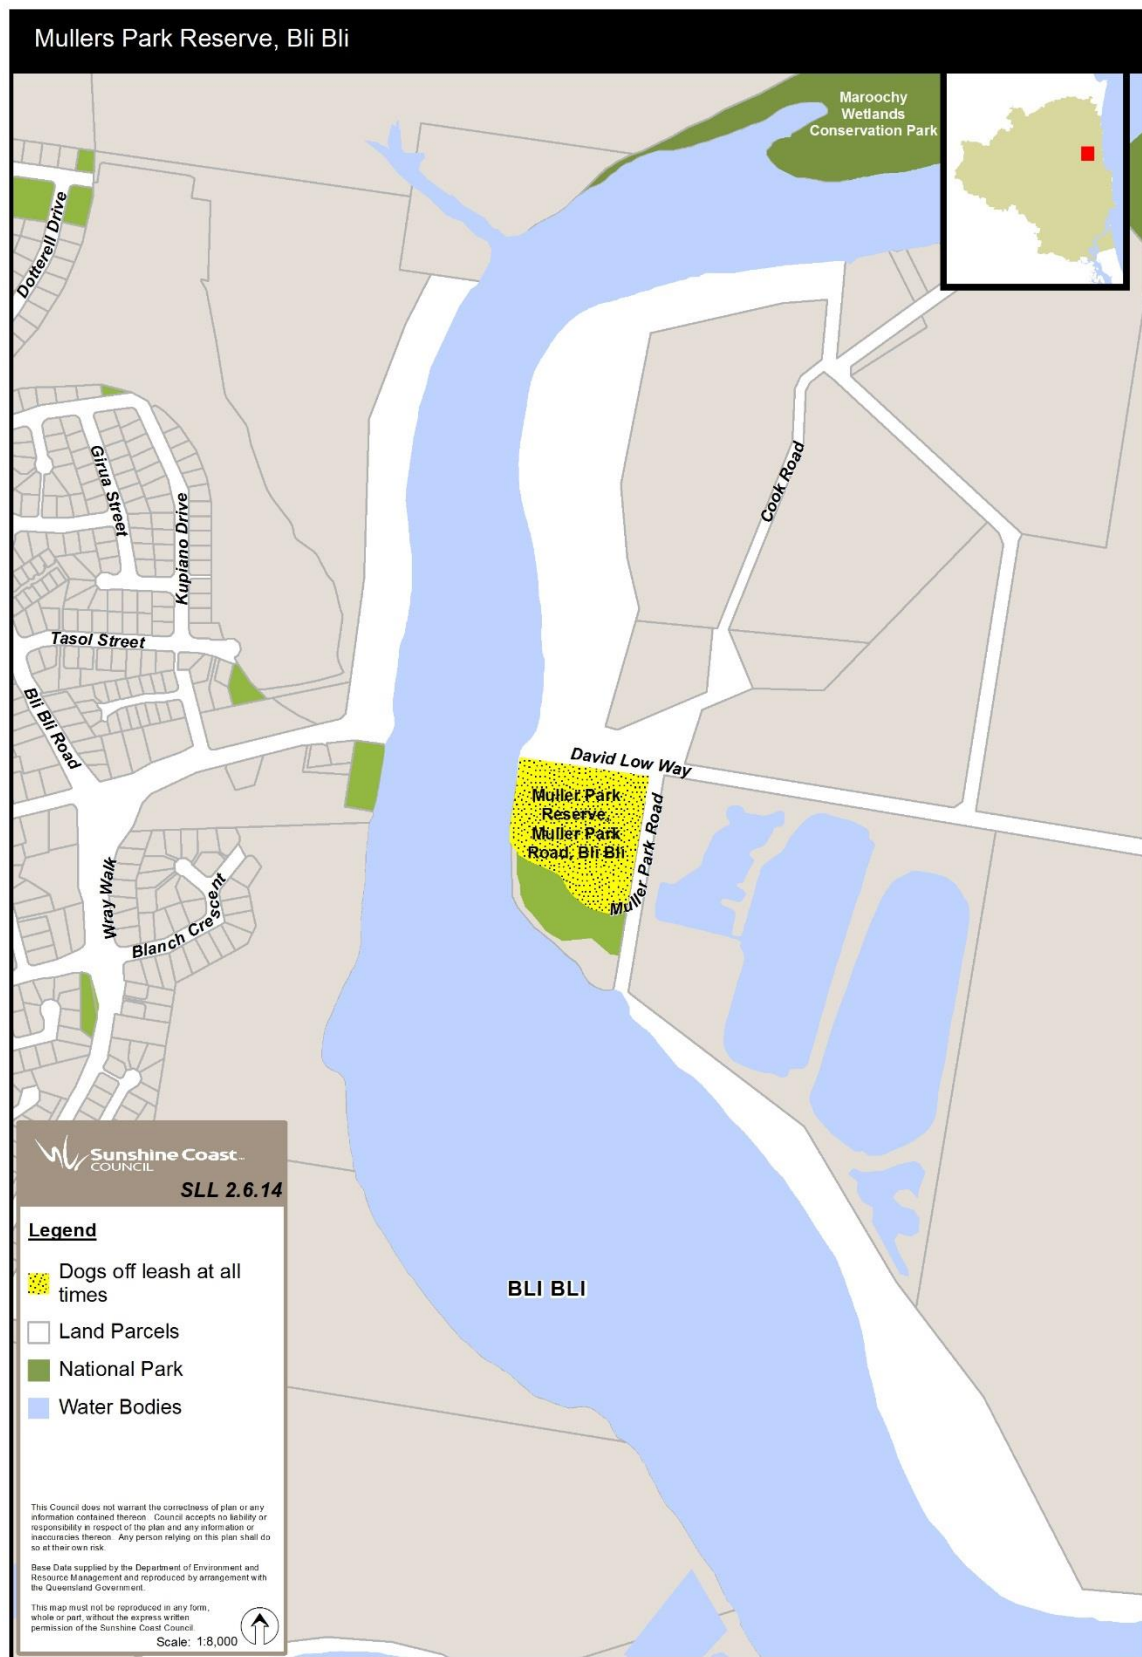 Mullers Park Reserve, Bli Bli
Maroochy
Wetlands
Conservation Park
Dotterell Drive
Girua Street
Kupiano Drive
Cook Road
Tasol Street
Bli Bli Road
David Low Way
Muller Park
Reserve,
Muller Park
Road, Bli Bli
Muller Park Road
Wray Walk
Blanch Crescent
Sunshine Coast
COUNCIL
SLL 2.6.14
Legend
Dogs off leash at all
times
Land Parcels
National Park
Water Bodies
BLI BLI
This Council does not warrant the correctness of plan or any
information contained thereon. Council accepts no liability or
responsibility in respect of the plan and any information or
inaccuracies thereon. Any person relying on this plan shall do
so at their own risk.
Base Data supplied by the Department of Environment and
Resource Management and reproduced by arrangement with
the Queensland Government.
This map must not be reproduced in any form,
whole or part, without the express written
permission of the Sunshine Coast Council.
Scale: 1:8,000